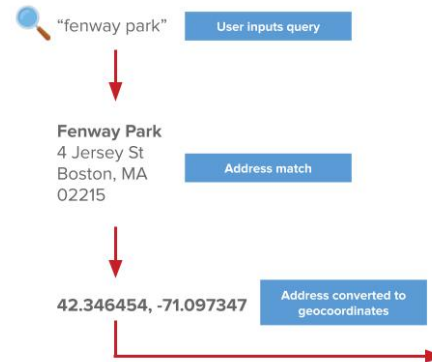 “fenway park”
User inputs query
Fenway Park
4 Jersey St
Boston, MA
02215
Address match
42.346454, -71.097347
Address converted to
geocoordinates